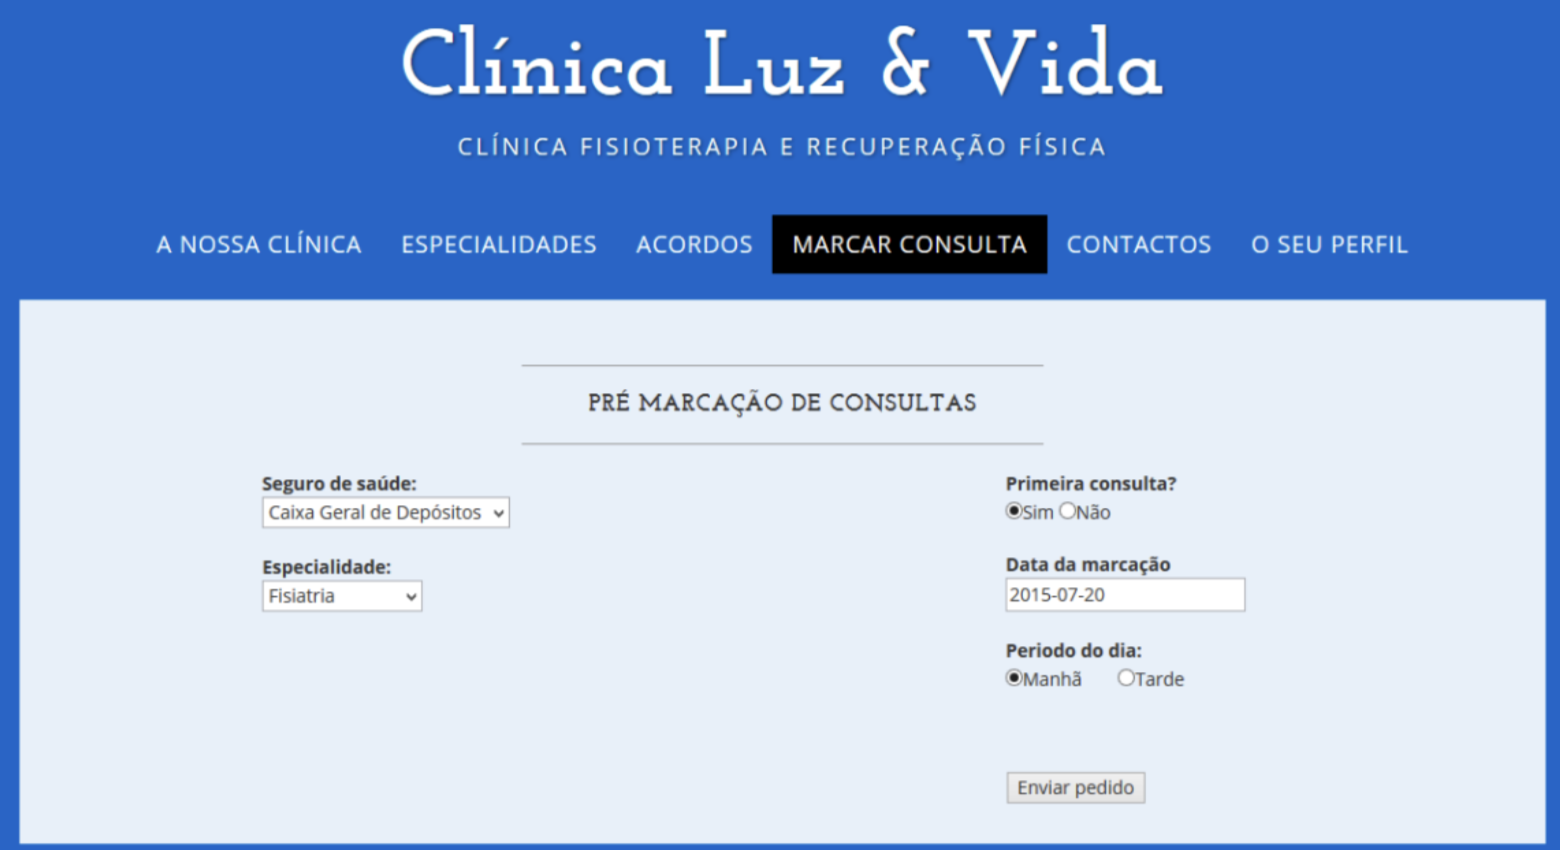 Clínica Luz & Vida
CLÍNICA FISIOTERAPIA E RECUPERAÇÃO FÍSICA
A NOSSA CLÍNICA ESPECIALIDADES ACORDOS MARCAR CONSULTA CONTACTOS O SEU PERFIL
PRÉ MARCAÇÃO DE CONSULTAS
Seguro de saúde:
Caixa Geral de Depósitos
Especialidade:
Fisiatria
Primeira consulta?
Sim Não
Data da marcação
2015-07-20
Periodo do dia:
Manhã Tarde
Enviar pedido